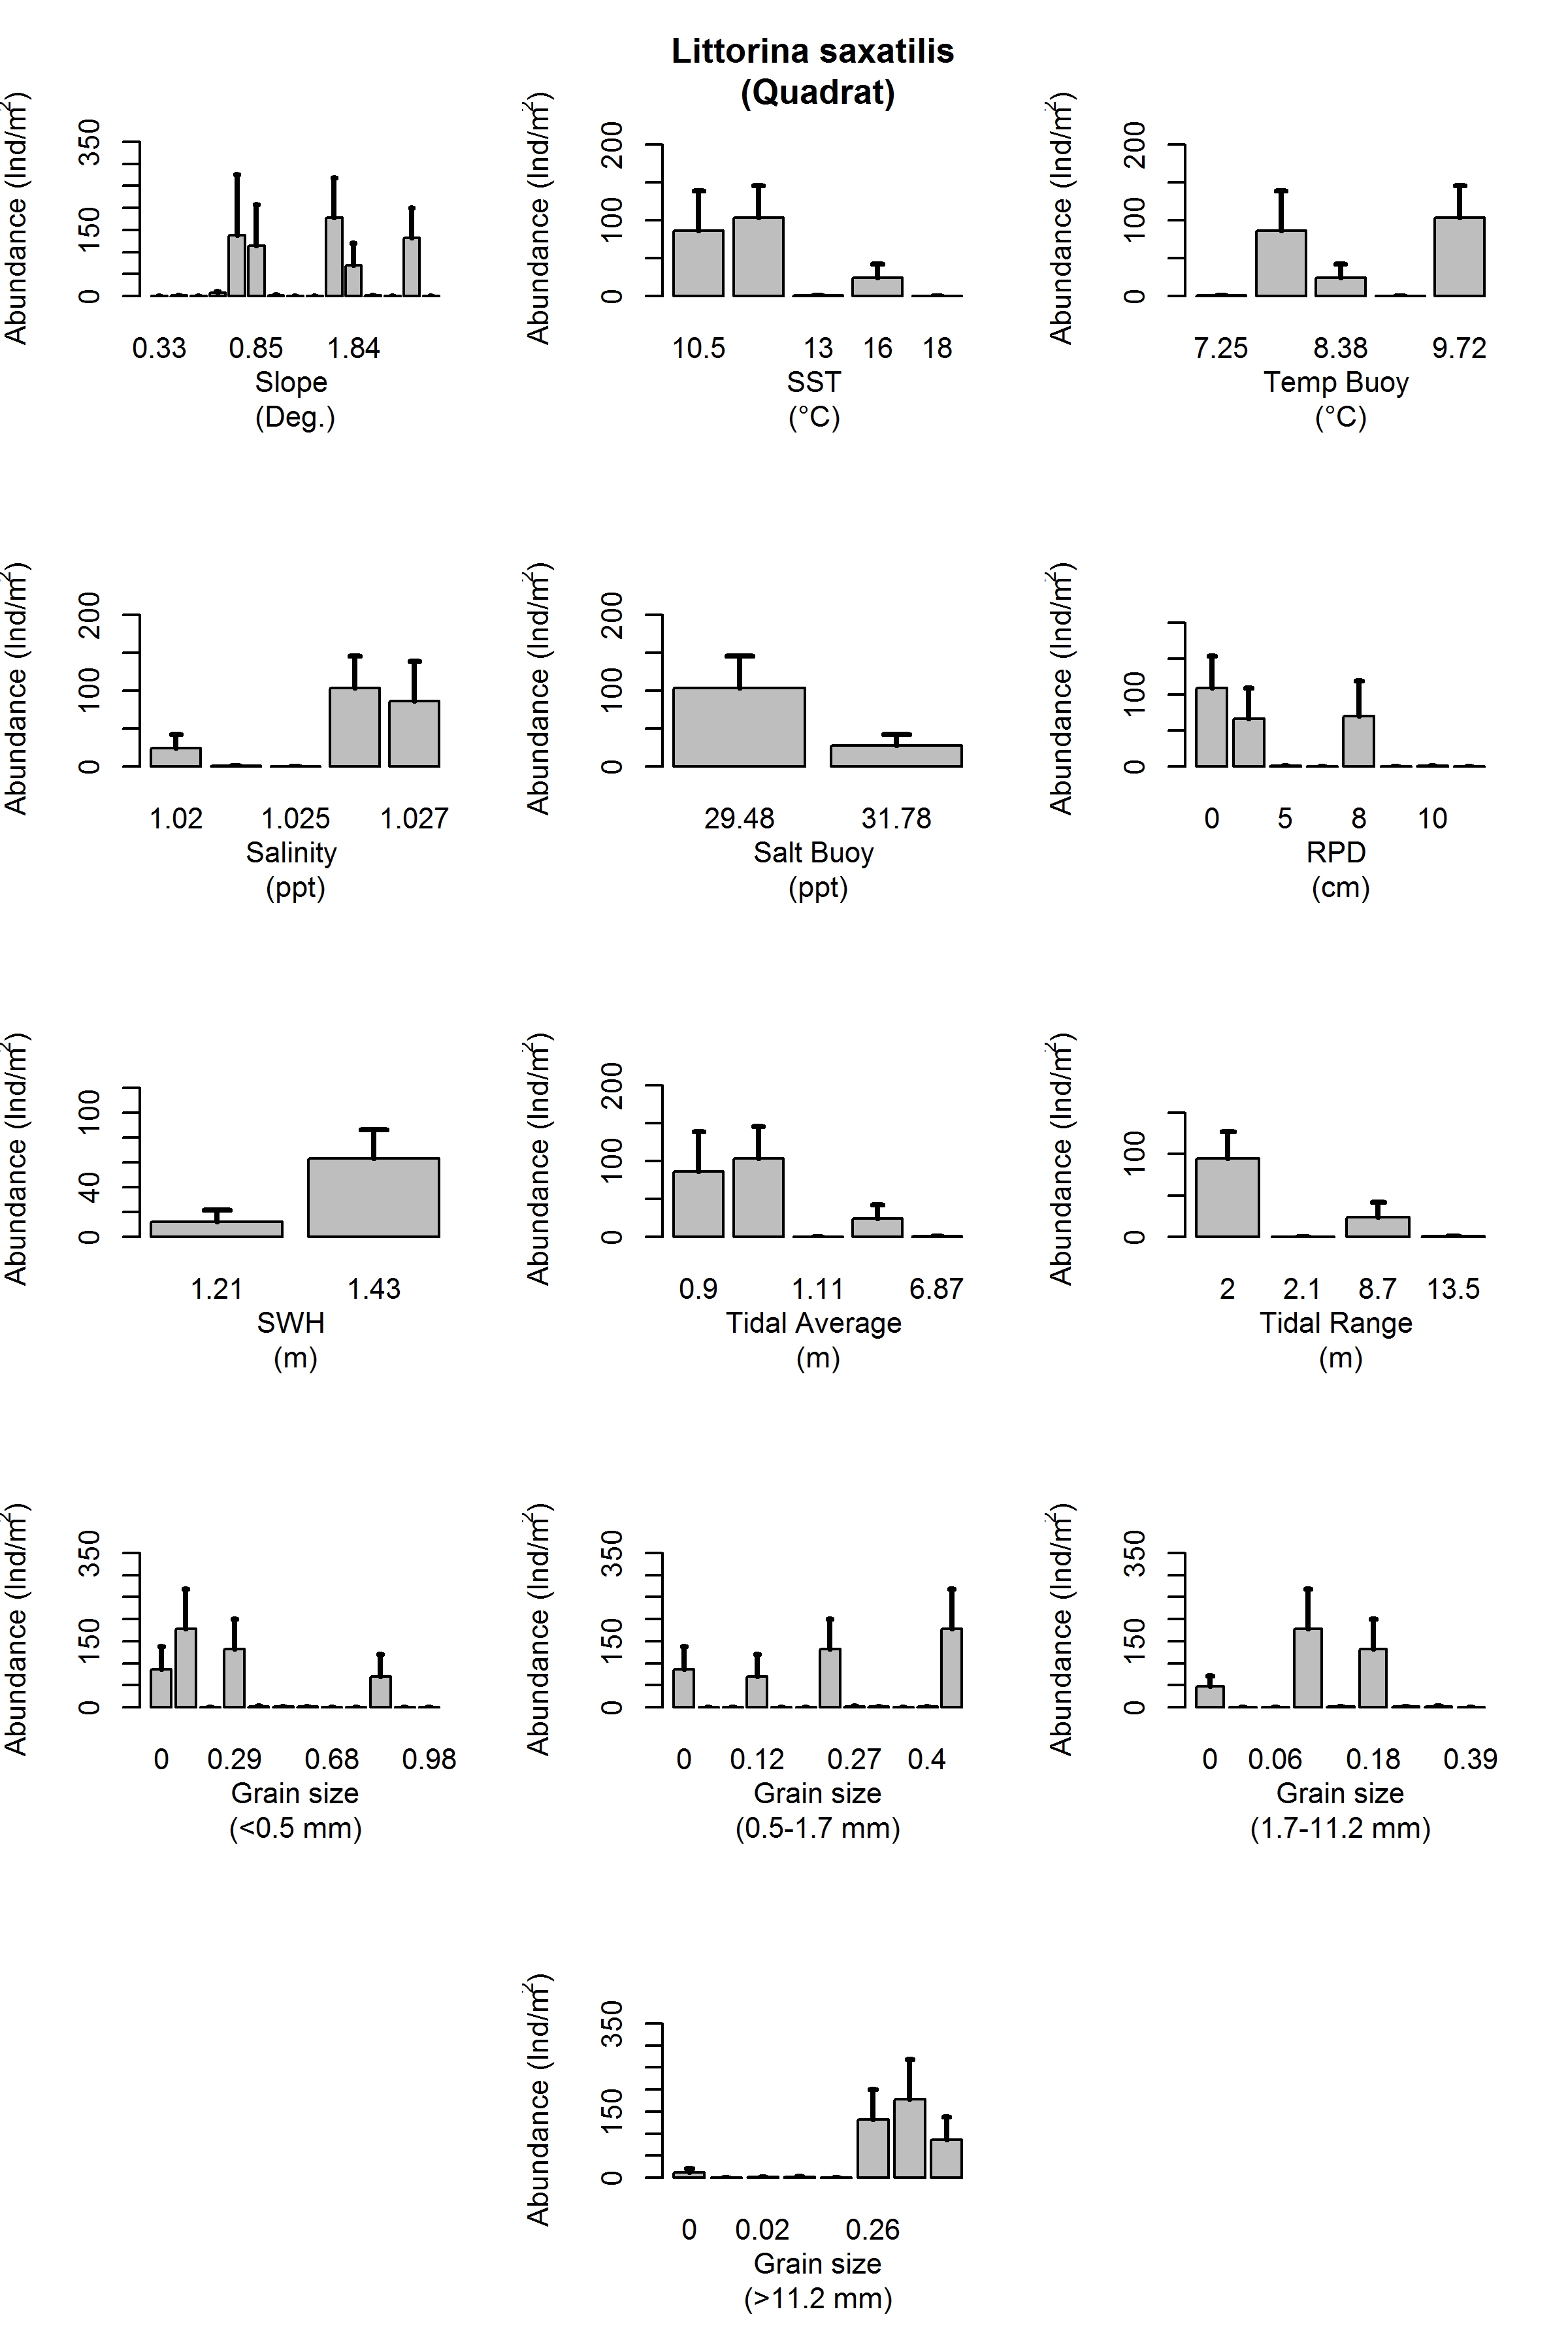 Littorina saxatilis
(Quadrat)
Abundance (Ind/m²)
350
150
0
0.33 0.85 1.84
Slope
(Deg.)
Abundance (Ind/m²)
200
100
0
10.5 13 16 18
SST
(°C)
Abundance (Ind/m²)
200
100
0
7.25 8.38 9.72
Temp Buoy
(°C)
Abundance (Ind/m²)
200
100
0
1.02 1.025 1.027
Salinity
(ppt)
Abundance (Ind/m²)
200
100
0
29.48 31.78
Salt Buoy
(ppt)
Abundance (Ind/m²)
100
0
0 5 8 10
RPD
(cm)
Abundance (Ind/m²)
100
40
0
1.21 1.43
SWH
(m)
Abundance (Ind/m²)
200
100
0
0.9 1.11 6.87
Tidal Average
(m)
Abundance (Ind/m²)
100
0
2 2.1 8.7 13.5
Tidal Range
(m)
Abundance (Ind/m²)
350
150
0
0 0.29 0.68 0.98
Grain size
(<0.5 mm)
Abundance (Ind/m²)
350
150
0
0 0.12 0.27 0.4
Grain size
(0.5-1.7 mm)
Abundance (Ind/m²)
350
150
0
0 0.06 0.18 0.39
Grain size
(1.7-11.2 mm)
Abundance (Ind/m²)
350
150
0
0 0.02 0.26
Grain size
(>11.2 mm)